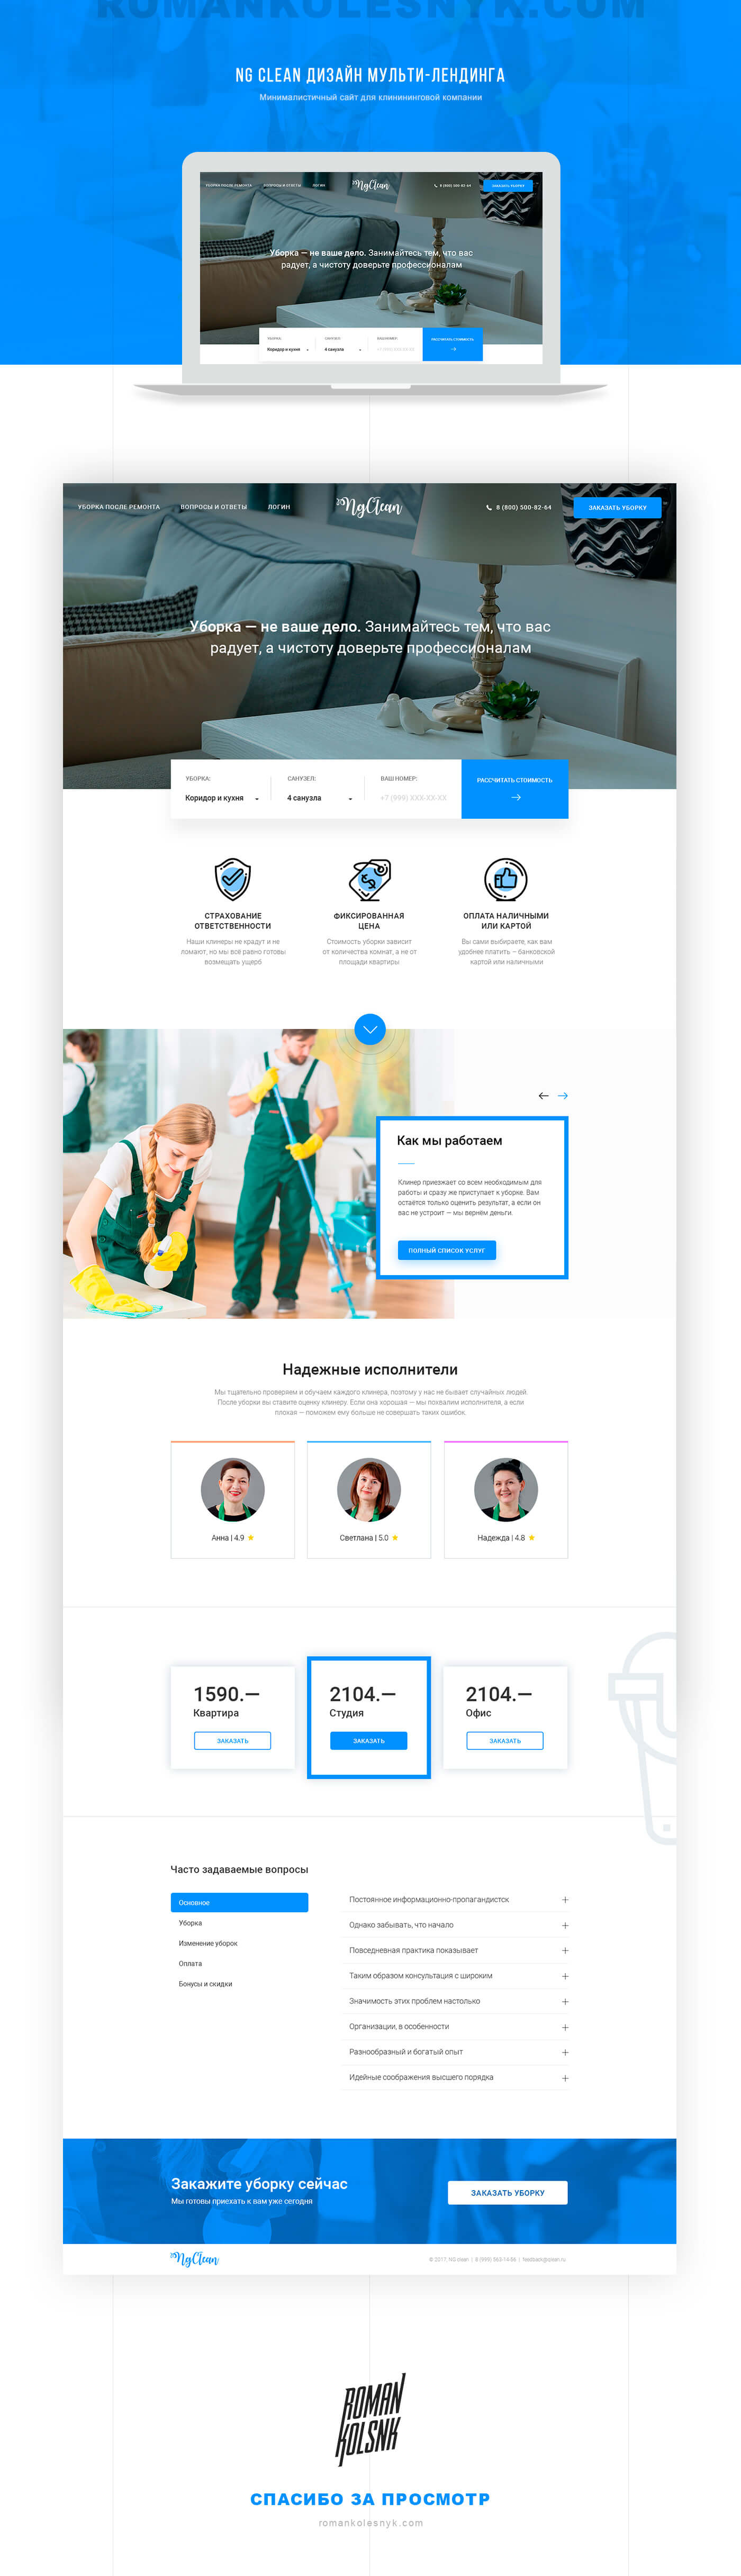 ROMANKOLESNYK.COM
NG CLEAN ДИЗАЙН МУЛЬТИ-ЛЕНДИНГА
Минималистичный сайт для клинининговой компании
УБОРКА ПОСЛЕ РЕМОНТА
ВОПРОСЫ И ОТВЕТЫ
ЛОГИН
NgClean
8 (800) 500-82-64
ЗАКАЗАТЬ УБОРКУ
Уборка — не ваше дело. Занимайтесь тем, что вас
радует, а чистоту доверьте профессионалам
УБОРКА:
САНУЗЕЛ:
ВАШ НОМЕР:
РАССЧИТАТЬ СТОИМОСТЬ
Коридор и кухня
4 санузла
УБОРКА ПОСЛЕ РЕМОНТА
ВОПРОСЫ И ОТВЕТЫ
ЛОГИН
NgClean
8 (800) 500-82-64
ЗАКАЗАТЬ УБОРКУ
Уборка — не ваше дело. Занимайтесь тем, что вас
радует, а чистоту доверьте профессионалам
УБОРКА:
САНУЗЕЛ:
ВАШ НОМЕР:
РАССЧИТАТЬ СТОИМОСТЬ
Коридор и кухня
4 санузла
+7 (999) XXX-XX-XX
СТРАХОВАНИЕ
ОТВЕТСТВЕННОСТИ
Наши клинеры не крадут и не
ломают, но мы всё равно готовы
возмещать ущерб
ФИКСИРОВАННАЯ
ЦЕНА
Стоимость уборки зависит
от количества комнат, а не от
площади квартиры
ОПЛАТА НАЛИЧНЫМИ
ИЛИ КАРТОЙ
Вы сами выбираете, как вам
удобнее платить – банковской
картой или наличными
Как мы работаем
Клинер приезжает со всем необходимым для
работы и сразу же приступает к уборке. Вам
остаётся только оценить результат, а если он
вас не устроит — мы вернём деньги.
ПОЛНЫЙ СПИСОК УСЛУГ
Надежные исполнители
Мы тщательно проверяем и обучаем каждого клинера, поэтому у нас не бывает случайных людей.
После уборки вы ставите оценку клинеру. Если она хорошая — мы похвалим исполнителя, а если
плохая — поможем ему больше не совершать таких ошибок.
Анна | 4.9
Светлана | 5.0
Надежда | 4.8
1590.—
Квартира
ЗАКАЗАТЬ
2104.—
Студия
ЗАКАЗАТЬ
2104.—
Офис
ЗАКАЗАТЬ
Часто задаваемые вопросы
Основное
Уборка
Изменение уборок
Оплата
Бонусы и скидки
Постоянное информационно-пропагандистск
Однако забывать, что начало
Повседневная практика показывает
Таким образом консультация с широким
Значимость этих проблем настолько
Организации, в особенности
Разнообразный и богатый опыт
Идейные соображения высшего порядка
Закажите уборку сейчас
Мы готовы приехать к вам уже сегодня
ЗАКАЗАТЬ УБОРКУ
NgClean
© 2017, NG clean | 8 (999) 563-14-56 | feedback@clean.ru
ROMAN
KOLSNK
СПАСИБО ЗА ПРОСМОТР
romankolesnyk.com